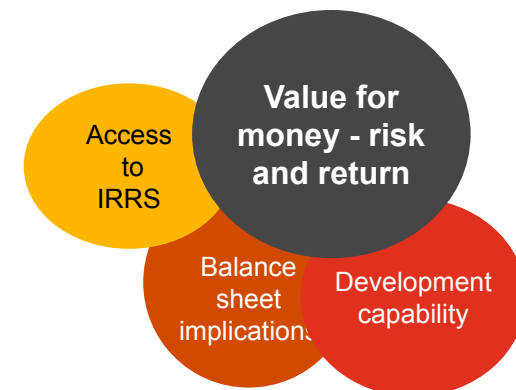 Value for
money - risk
and return
Access
to
IRRS
Balance
sheet
implications
Development
capability